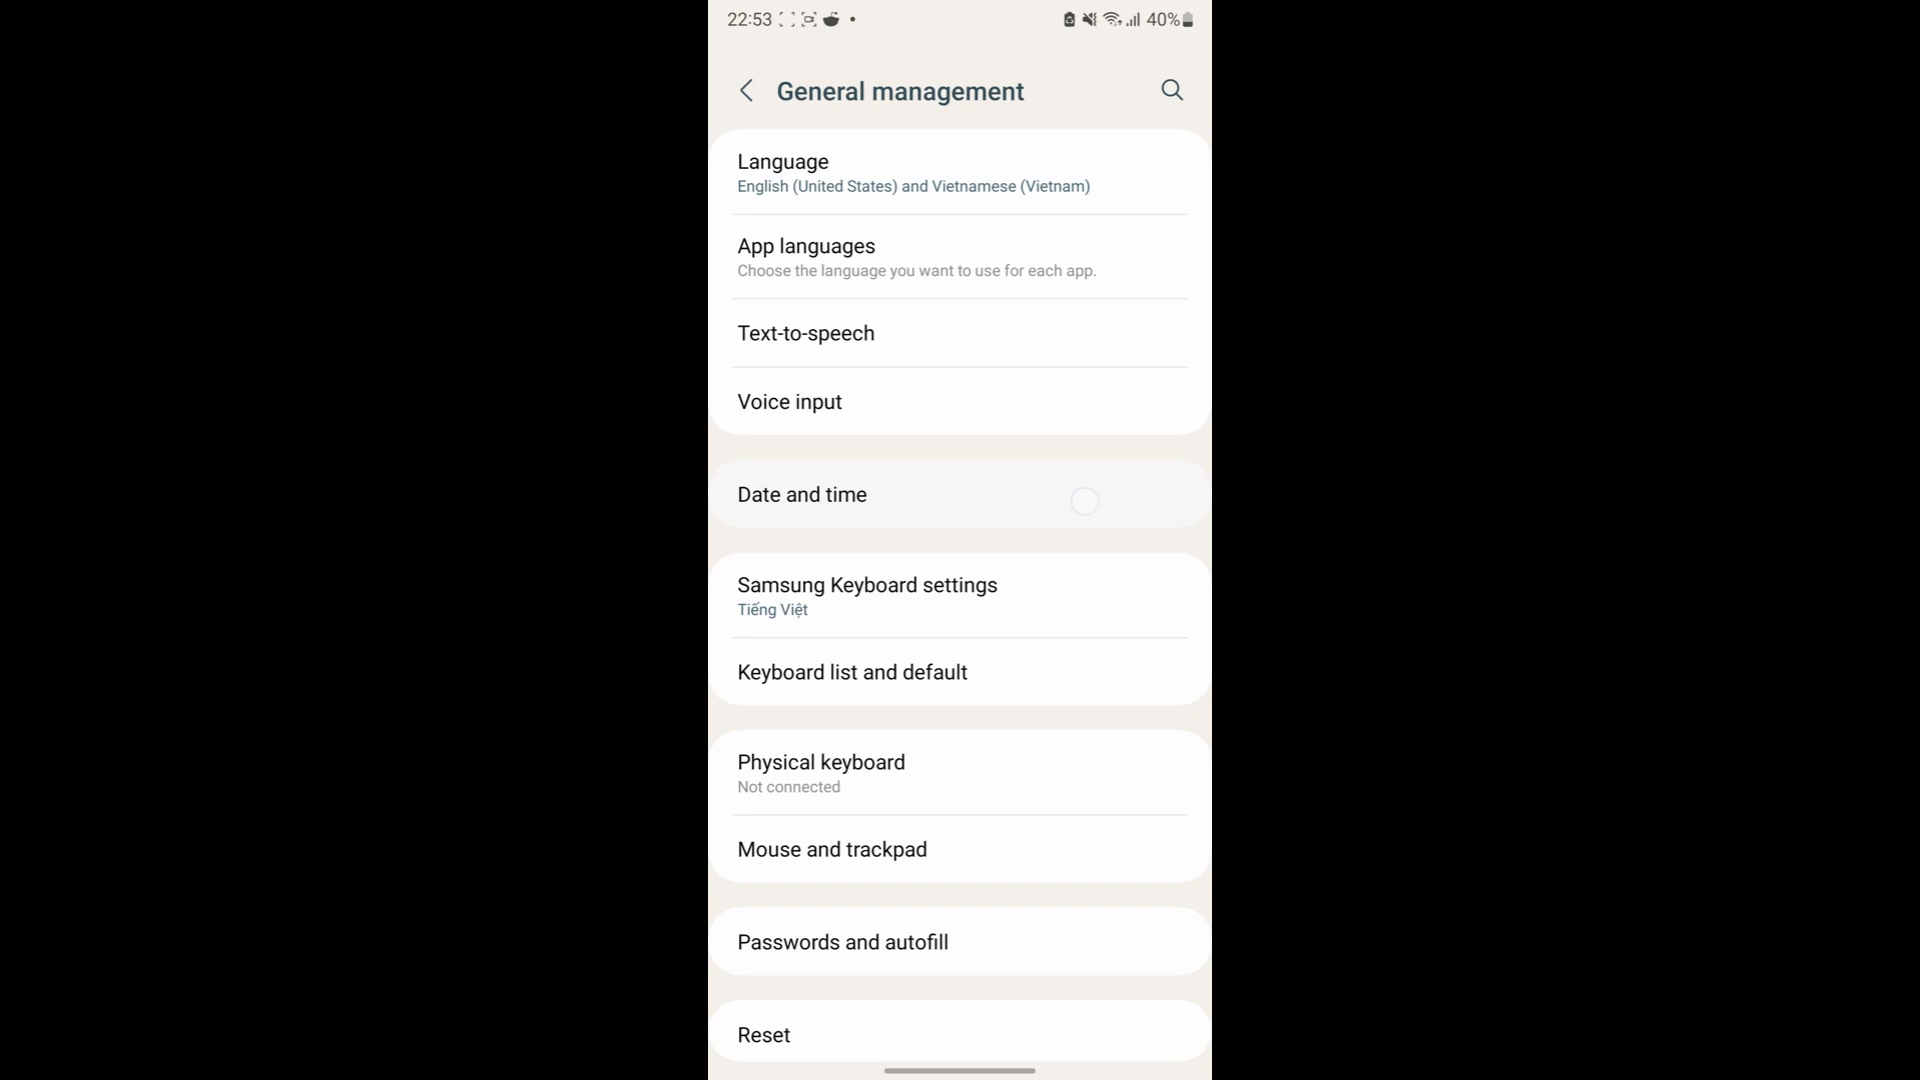 22:53 40%
General management
Language
English (United States) and Vietnamese (Vietnam)
App languages
Choose the language you want to use for each app.
Text-to-speech
Voice input
Date and time
Samsung Keyboard settings
Tiếng Việt
Keyboard list and default
Physical keyboard
Not connected
Mouse and trackpad
Passwords and autofill
Reset